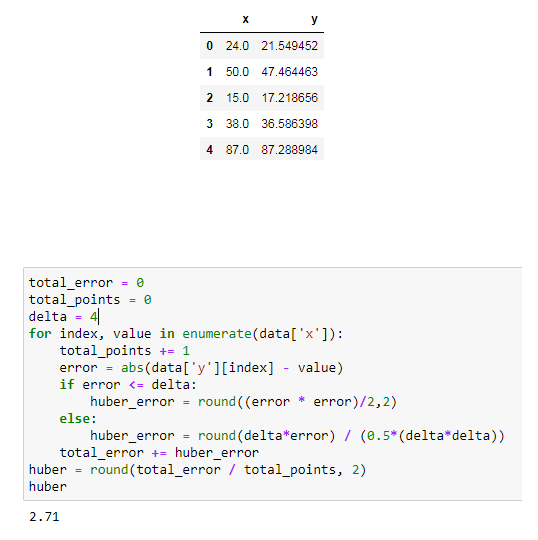 x y
0 24.0 21.549452
1 50.0 47.464463
2 15.0 17.218656
3 38.0 36.586398
4 87.0 87.288984
total_error = 0
total_points = 0
delta = 4
for index, value in enumerate(data['x']):
    total_points += 1
    error = abs(data['y'][index] - value)
    if error <= delta:
        huber_error = round((error * error)/2,2)
    else:
        huber_error = round(delta*error) / (0.5*(delta*delta))
    total_error += huber_error
huber = round(total_error / total_points, 2)
huber
2.71